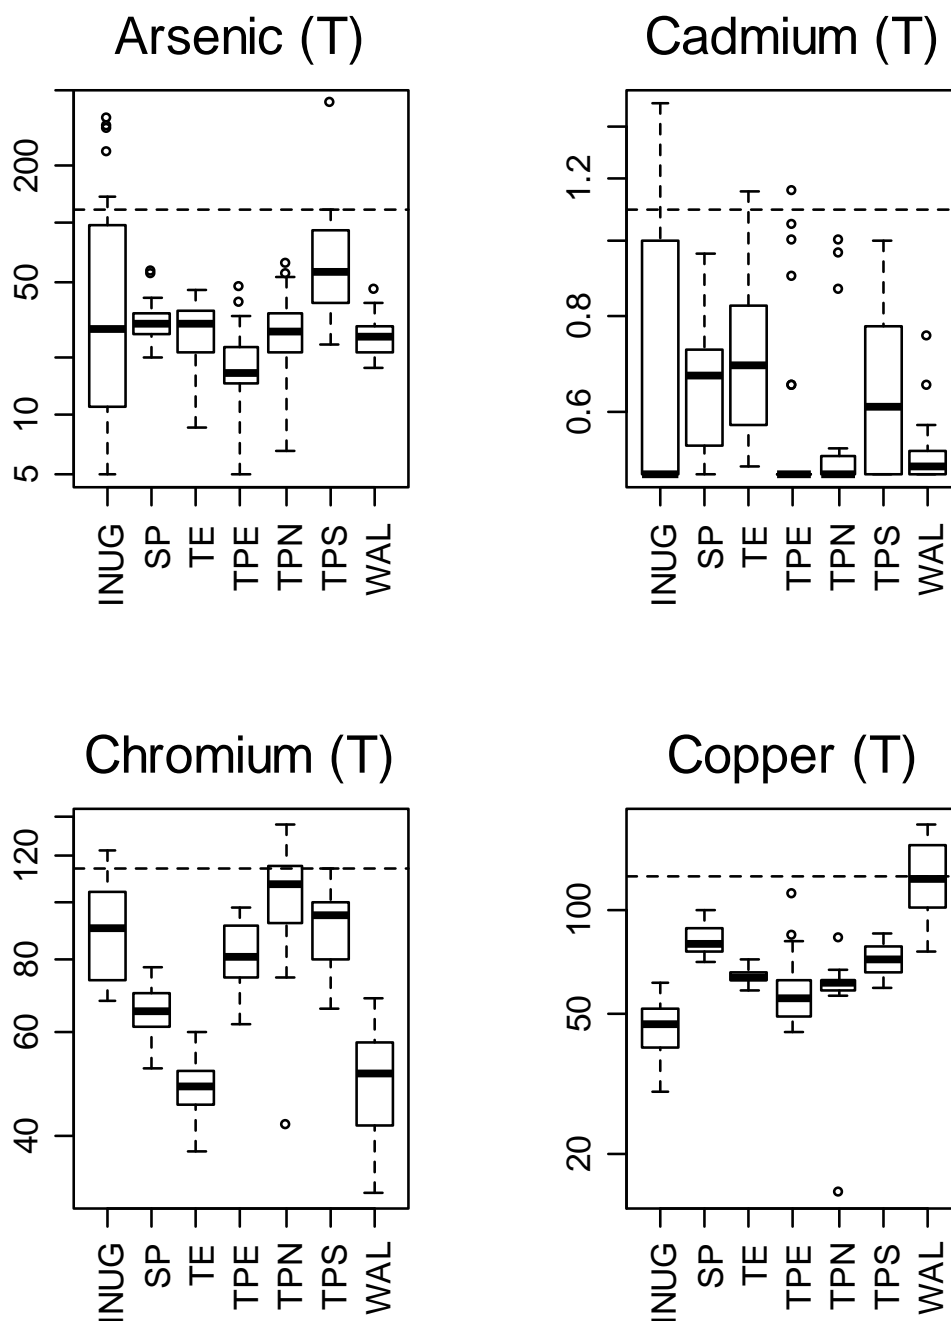 Arsenic (T)
200
50
10
5
INUG
SP
TE
TPE
TPN
TPS
WAL
Cadmium (T)
1.2
0.8
0.6
INUG
SP
TE
TPE
TPN
TPS
WAL
Chromium (T)
120
80
60
40
INUG
SP
TE
TPE
TPN
TPS
WAL
Copper (T)
100
50
20
INUG
SP
TE
TPE
TPN
TPS
WAL